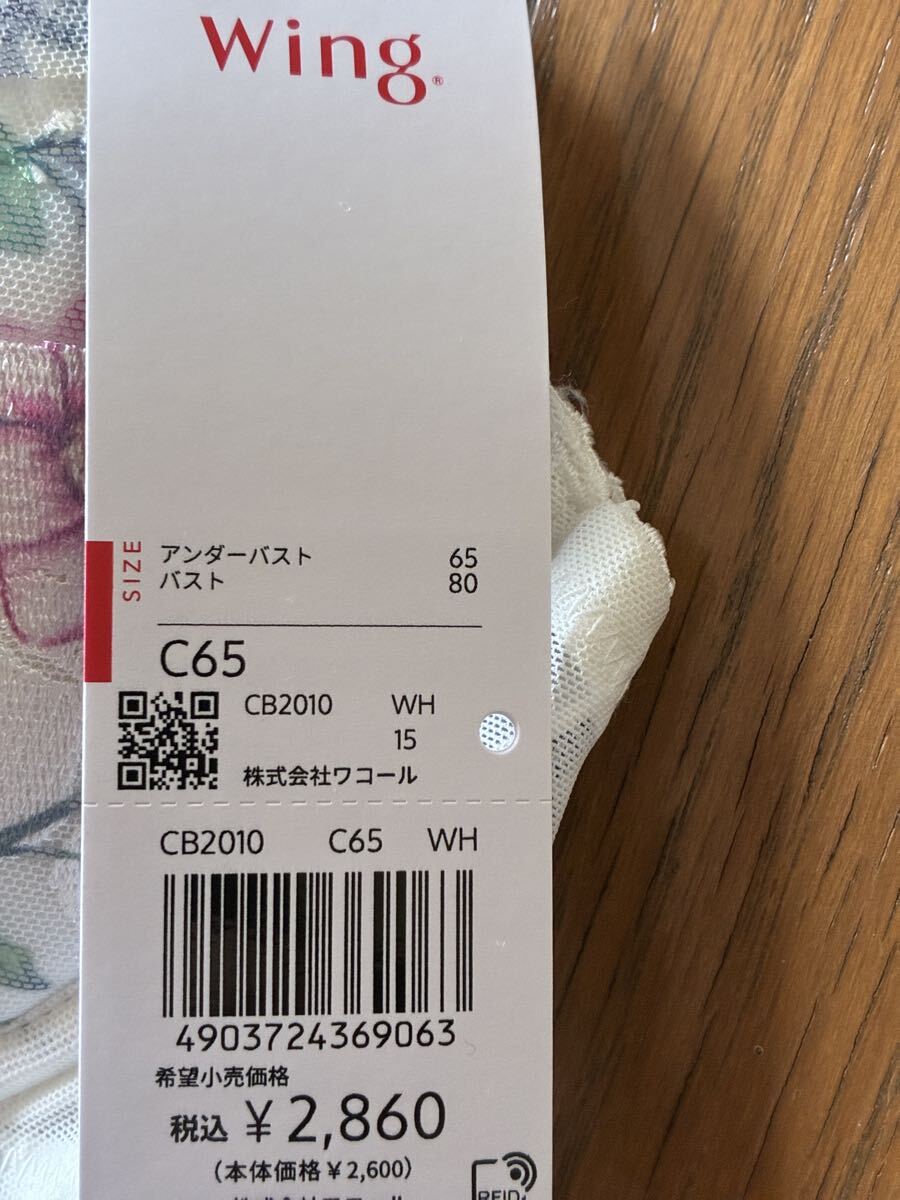 Wing®
SIZE
アンダーバスト 65
バスト 80
C65
CB2010 WH
15
株式会社ワコール
CB2010 C65 WH
4903724369063
希望小売価格
税込 ¥2,860
(本体価格¥2,600)
RFID